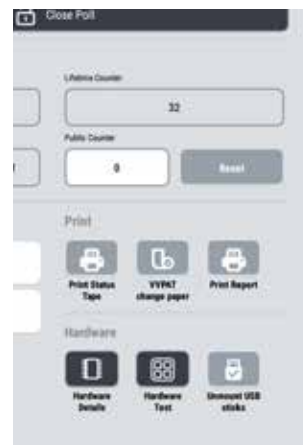 Close Poll
Lifetime Counter
32
Public Counter
0
Reset
Print
Print Status
Tape
VVPAT
change paper
Print Report
Hardware
Hardware
Details
Hardware
Test
Unmount USB
sticks